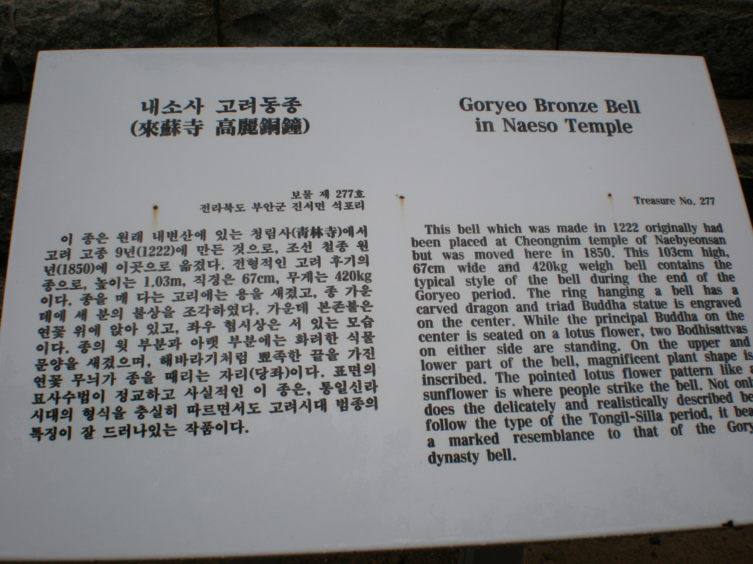 내소사 고려동종
(來蘇寺 高麗銅鐘)
보물 제 277호
전라북도 부안군 진서면 석포리
이 종은 원래 내변산에 있는 청림사(靑林寺)에서
고려 고종 9년(1222)에 만든 것으로, 조선 철종 원
년(1850)에 이곳으로 옮겼다. 전형적인 고려 후기의
종으로, 높이는 1.03m, 직경은 67cm, 무게는 420kg
이다. 종을 매 다는 고리에는 용을 새겼고, 종 가운
데에 세 분의 불상을 조각하였다. 가운데 본존불은
연꽃 위에 앉아 있고, 좌우 협시상은 서 있는 모습
이다. 종의 윗 부분과 아랫 부분에는 화려한 식물
문양을 새겼으며, 해바라기처럼 뾰족한 끝을 가진
연꽃 무늬가 종을 때리는 자리(당좌)이다. 표면의
묘사수법이 정교하고 사실적인 이 종은, 통일신라
시대의 형식을 충실히 따르면서도 고려시대 범종의
특징이 잘 드러나있는 작품이다.
Goryeo Bronze Bell
in Naeso Temple
Treasure No. 277
This bell which was made in 1222 originally had
been placed at Cheongnim temple of Naebyeonsan
but was moved here in 1850. This 103cm high,
67cm wide and 420kg weigh bell contains the
typical style of the bell during the end of the
Goryeo period. The ring hanging a bell has a
carved dragon and triad Buddha statue is engraved
on the center. While the principal Buddha on the
center is seated on a lotus flower, two Bodhisattvas
on either side are standing. On the upper and
lower part of the bell, magnificient plant shape is
inscribed. The pointed lotus flower pattern like a
sunflower is where people strike the bell. Not on
does the delicately and realistically described be
follow the type of the Tongil-Silla period, it bea
a marked resemblance to that of the Gory
dynasty bell.